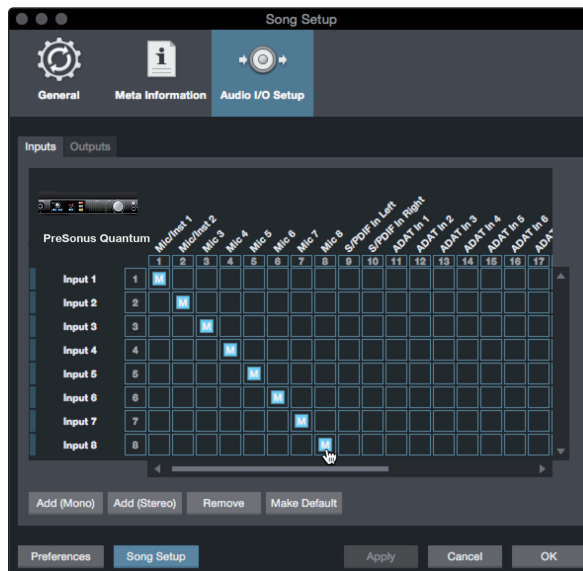 Song Setup
General
Meta Information
Audio I/O Setup
Inputs
Outputs
PreSonus Quantum
Mic/Inst 1
Mic/Inst 2
Mic 3
Mic 4
Mic 5
Mic 6
Mic 7
Mic 8
S/PDIF In Left
S/PDIF In Right
ADAT In 1
ADAT In 2
ADAT In 3
ADAT In 4
ADAT In 5
ADAT In 6
ADAT
1 2 3 4 5 6 7 8 9 10 11 12 13 14 15 16 17
Input 1 1 M
Input 2 2 M
Input 3 3 M
Input 4 4 M
Input 5 5 M
Input 6 6 M
Input 7 7 M
Input 8 8 M
Add (Mono) Add (Stereo) Remove Make Default
Preferences Song Setup Apply Cancel OK